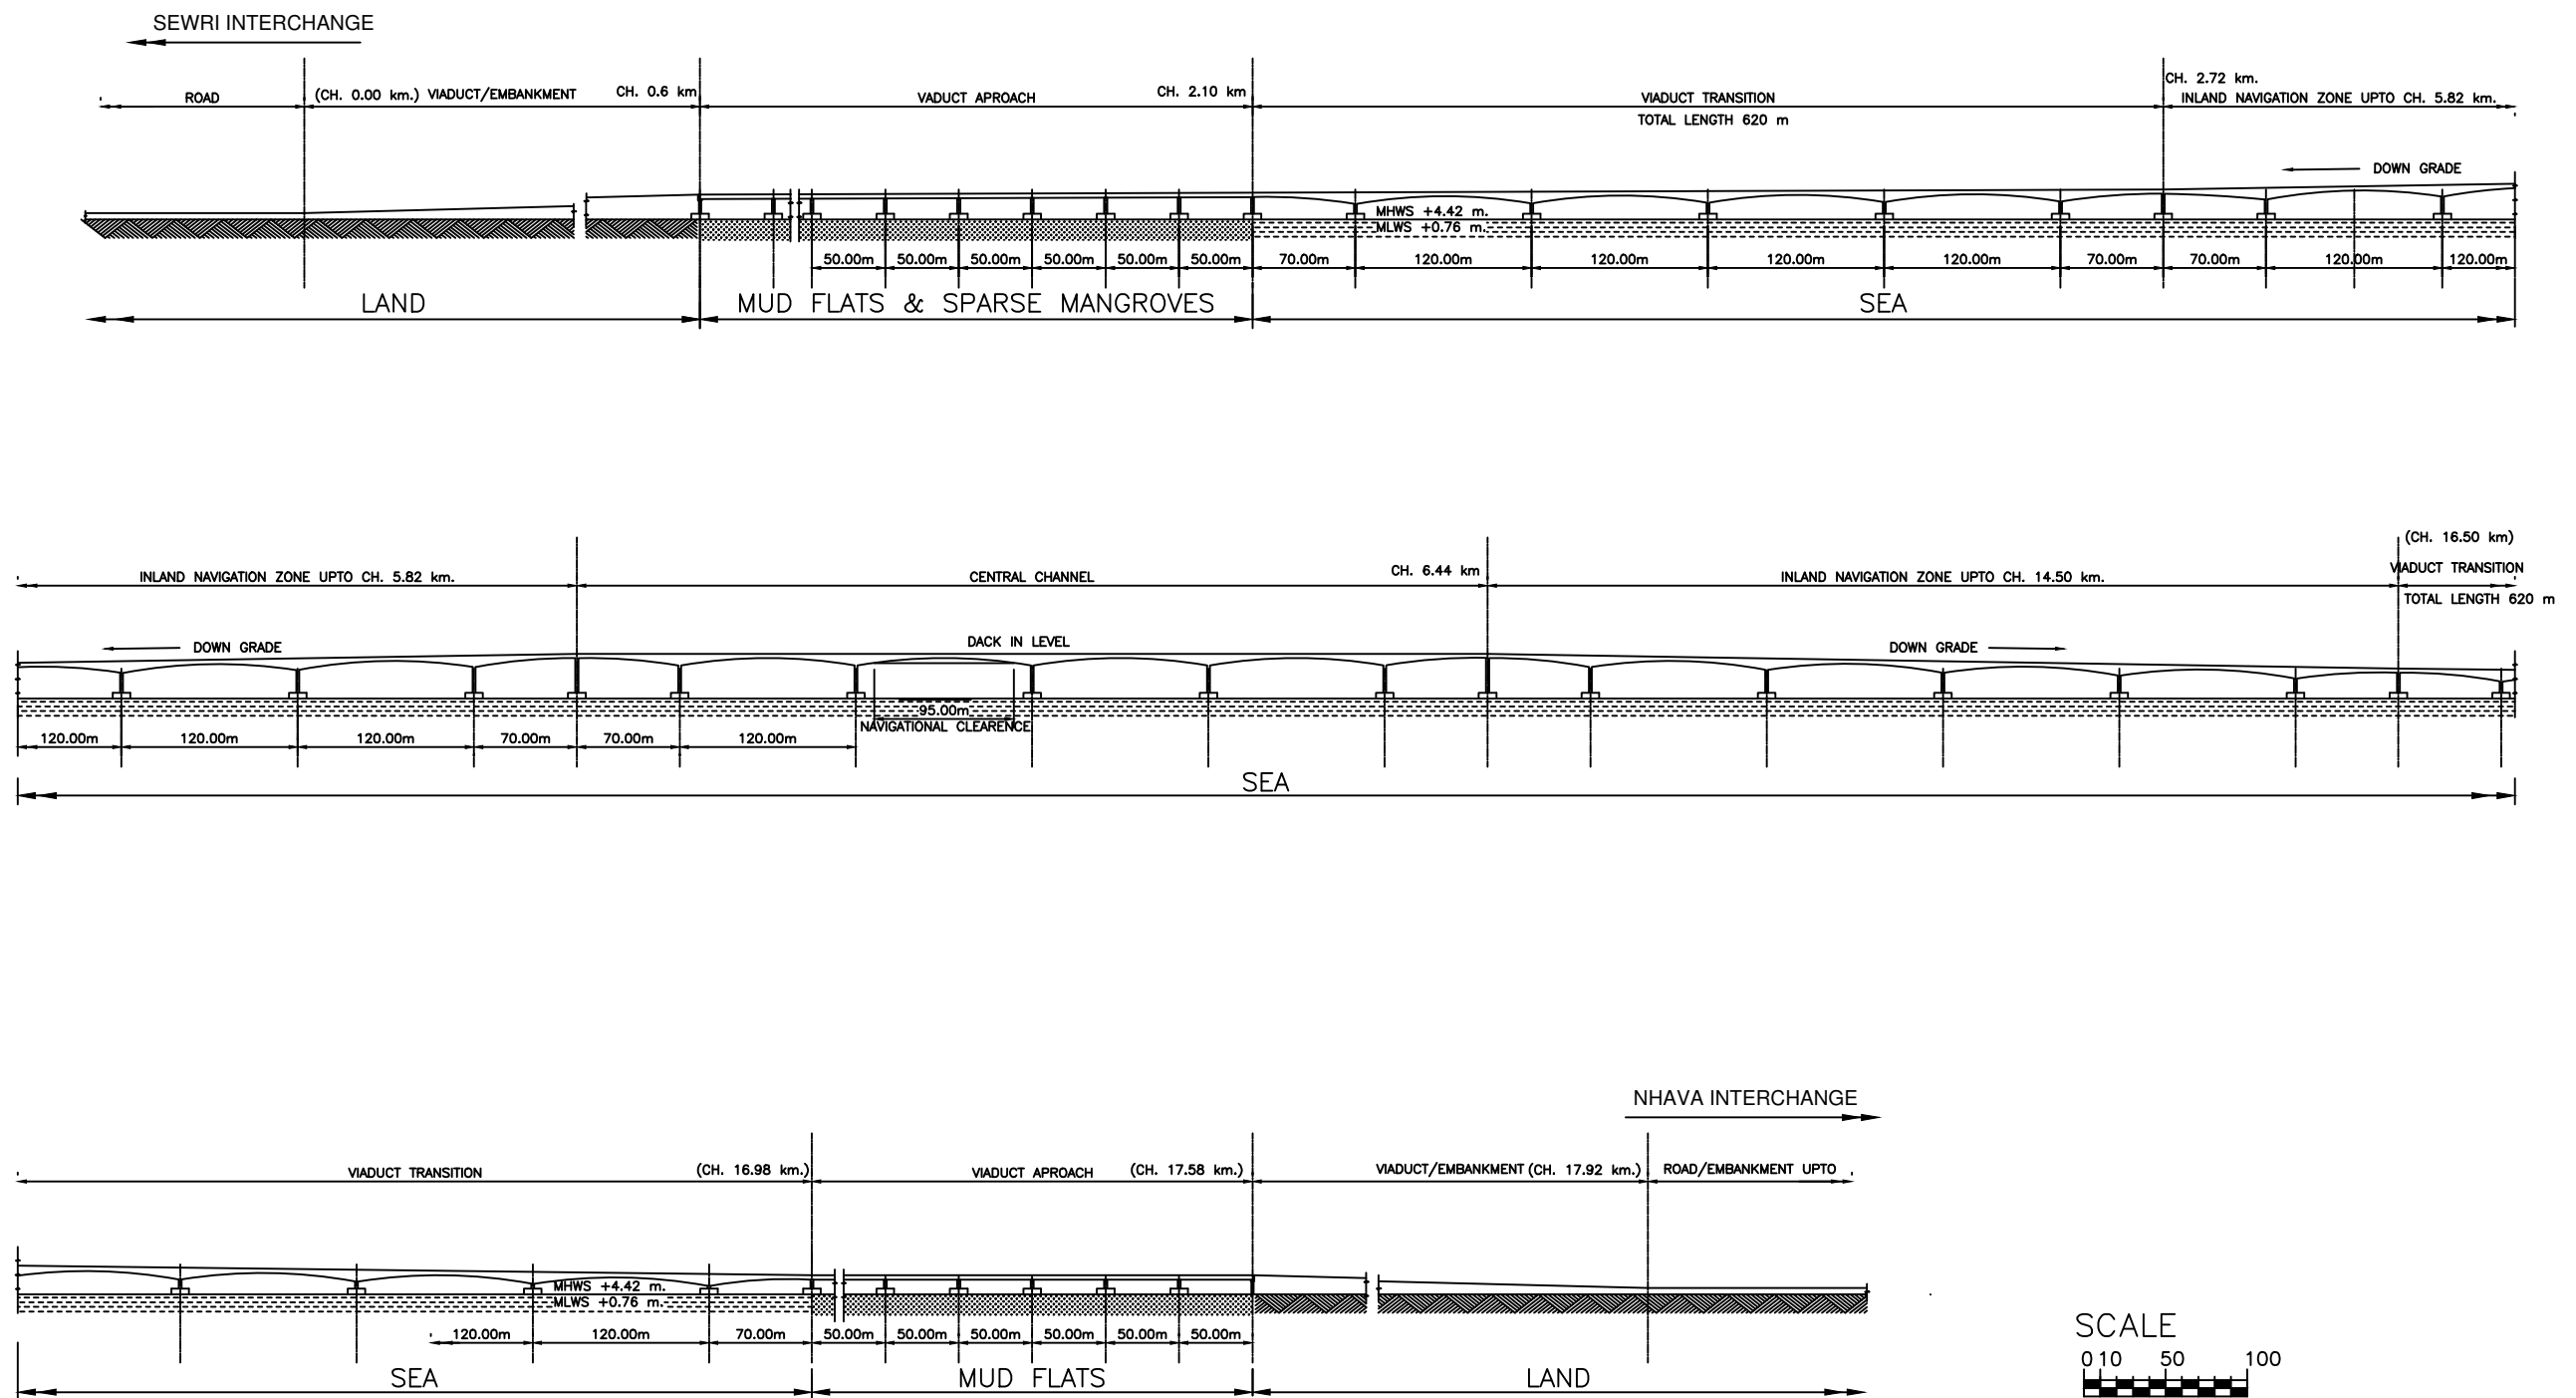 SEWRI INTERCHANGE
ROAD
(CH. 0.00 km.) VIADUCT/EMBANKMENT
CH. 0.6 km
VADUCT APROACH
CH. 2.10 km
VIADUCT TRANSITION
TOTAL LENGTH 620 m
CH. 2.72 km.
INLAND NAVIGATION ZONE UPTO CH. 5.82 km.
DOWN GRADE
MHWS +4.42 m.
MLWS +0.76 m.
50.00m 50.00m 50.00m 50.00m 50.00m 50.00m 70.00m 120.00m 120.00m 120.00m 120.00m 70.00m 70.00m 120.00m 120.00m
LAND
MUD FLATS & SPARSE MANGROVES
SEA
INLAND NAVIGATION ZONE UPTO CH. 5.82 km.
CENTRAL CHANNEL
CH. 6.44 km
INLAND NAVIGATION ZONE UPTO CH. 14.50 km.
(CH. 16.50 km)
VIADUCT TRANSITION
TOTAL LENGTH 620 m
DOWN GRADE
DACK IN LEVEL
DOWN GRADE
95.00m
NAVIGATIONAL CLEARENCE
120.00m 120.00m 120.00m 70.00m 70.00m 120.00m
SEA
NHAVA INTERCHANGE
VIADUCT TRANSITION
(CH. 16.98 km.)
VIADUCT APROACH
(CH. 17.58 km.)
VIADUCT/EMBANKMENT (CH. 17.92 km.)
ROAD/EMBANKMENT UPTO
MHWS +4.42 m.
MLWS +0.76 m.
120.00m 120.00m 70.00m 50.00m 50.00m 50.00m 50.00m 50.00m 50.00m
SEA
MUD FLATS
LAND
SCALE
0 10 50 100